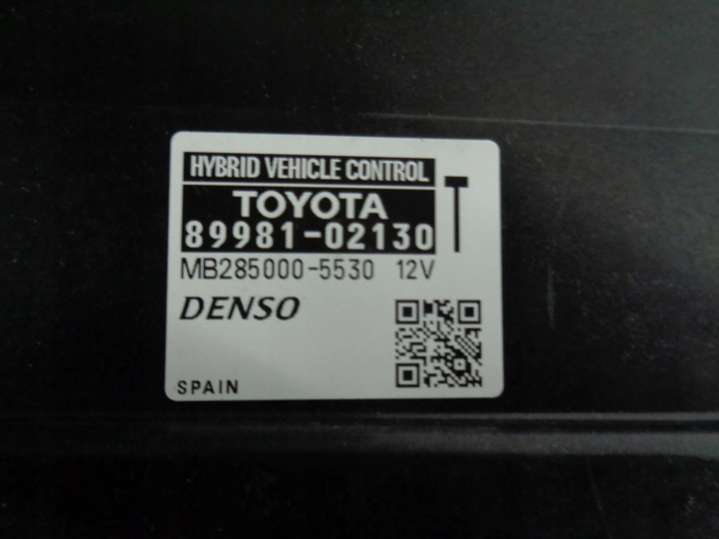 HYBRID VEHICLE CONTROL
TOYOTA
89981-02130
MB285000-5530 12V
DENSO
SPAIN